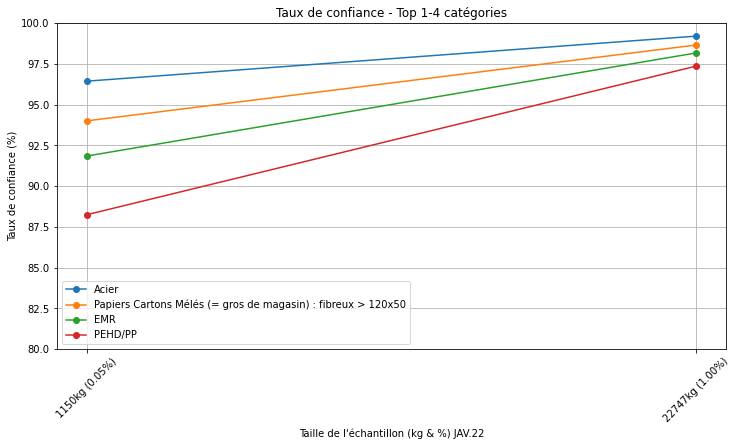 Taux de confiance - Top 1-4 catégories
Taux de confiance (%)
100.0
97.5
95.0
92.5
90.0
87.5
85.0
82.5
80.0
Acier
Papiers Cartons Mélés (= gros de magasin) : fibreux > 120x50
EMR
PEHD/PP
1150kg (0.05%)
22747kg (1.00%)
Taille de l'échantillon (kg & %) JAV.22